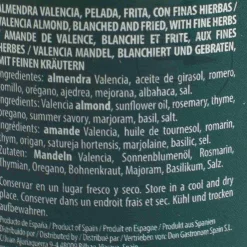 ALMENDRA VALENCIA, PELADA, FRITA, CON FINAS HIERBAS /
VALENCIA ALMOND, BLANCHED AND FRIED, WITH FINE HERBS
/ AMANDE DE VALENCE, BLANCHIE ET FRITE, AUX FINES
HERBES / VALENCIA MANDEL, BLANCHIERT UND GEBRATEN,
MIT FEINEN KRÄUTERN
Ingredientes: almendra Valencia, aceite de girasol, romero,
tomillo, orégano, ajedrea, mejorana, albahaca, sal.
Ingredients: Valencia almond, sunflower oil, rosemary, thyme,
oregano, summer savory, marjoram, basil, salt.
Ingrédients: amande Valencia, huile de tournesol, romarin,
thym, origan, satureja hortensis, marjolaine, basilic, sel.
Zutaten: Mandeln Valencia, Sonnenblumenöl, Rosmarin,
Thymian, Oregano, Bohnenkraut, Majoram, Basilikum, Salz.
Conservar en un lugar fresco y seco. Store in a cool and dry
place. Conserver dans un endroit frais et sec. Kühl und trocken
aufbewahren.
Producto de España / Product of Spain / Produit en Espagne / Produkt aus Spanien
Distribuido por / Distributed by / Distribué par / Vertrieben von: Don Gastronom Spain S.L.
48001 Bilbao